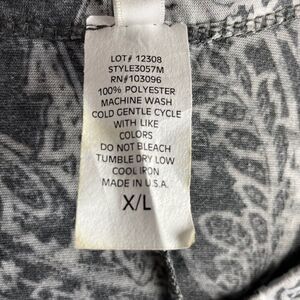 LOT# 12308
STYLE3057M
RN#103096
100% POLYESTER
MACHINE WASH
COLD GENTLE CYCLE
WITH LIKE
COLORS
DO NOT BLEACH
TUMBLE DRY LOW
COOL IRON
MADE IN U.S.A.
X/L